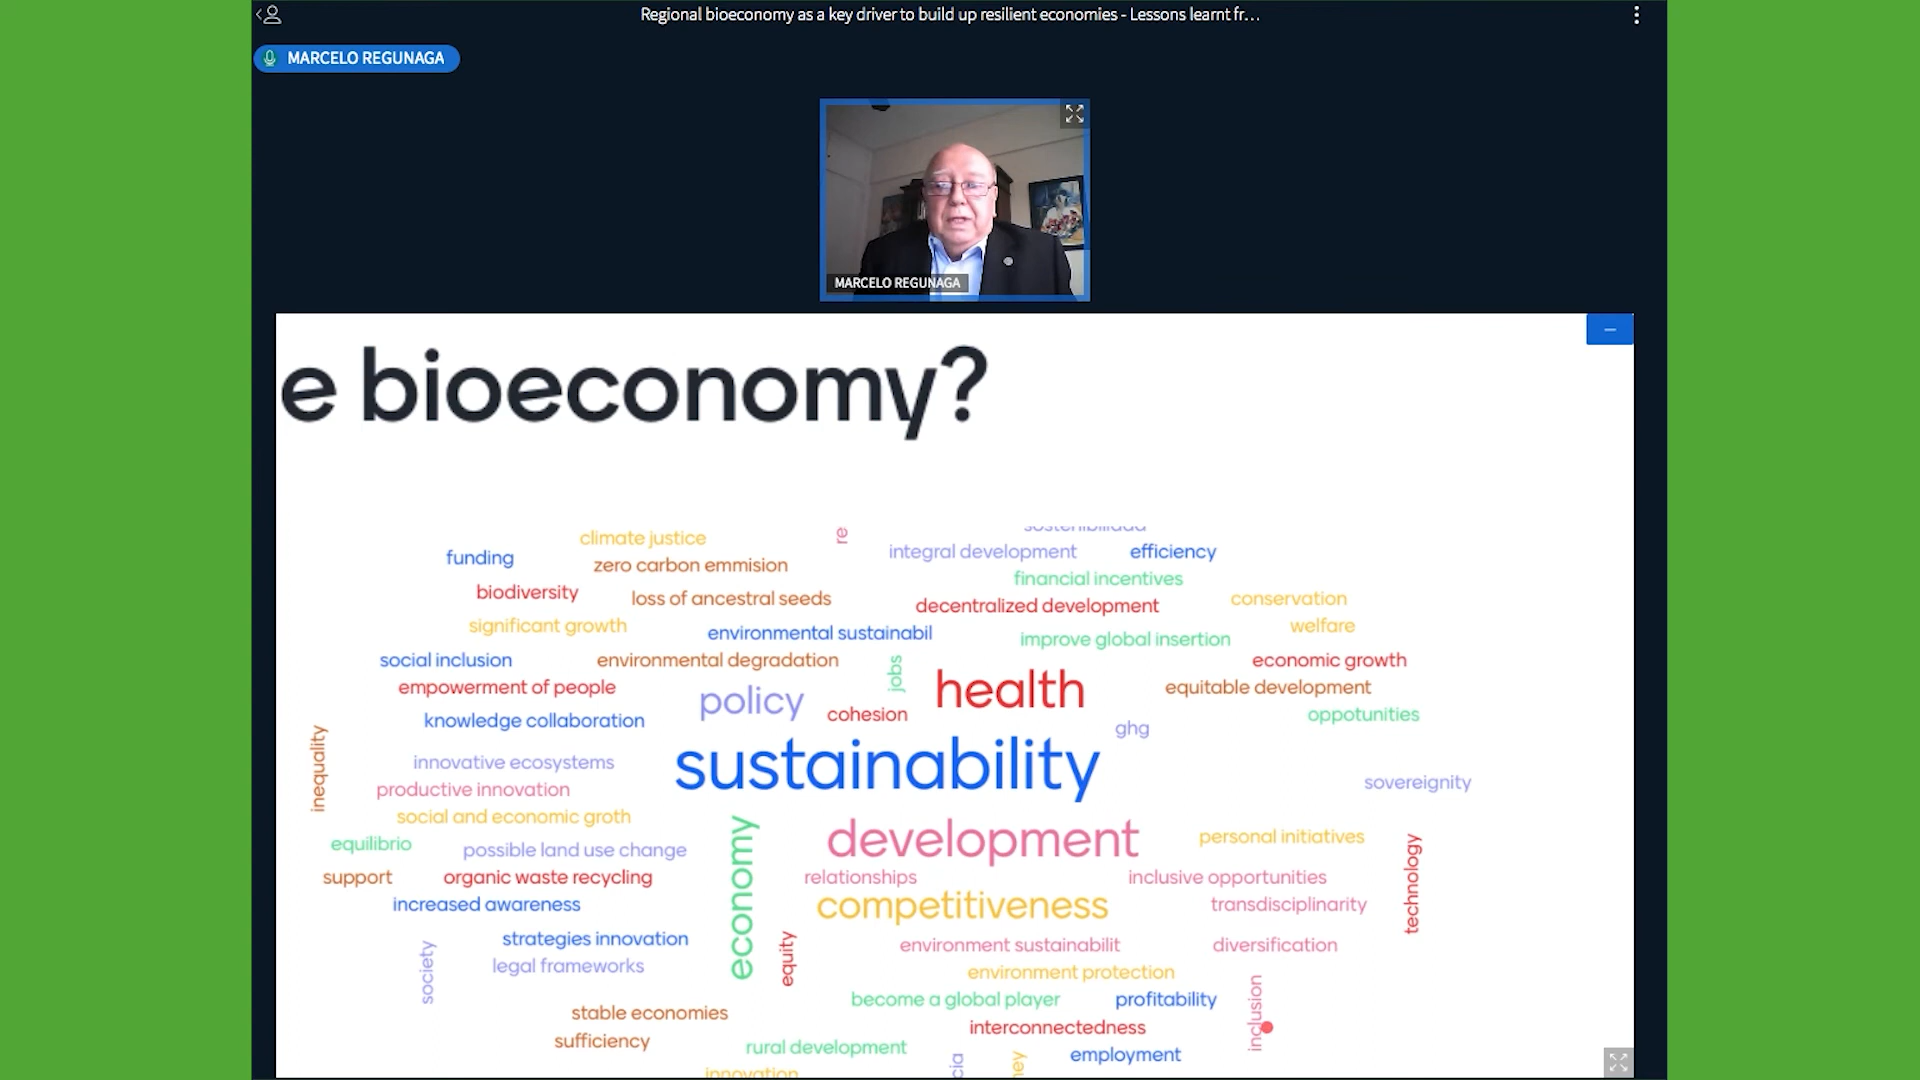 Regional bioeconomy as a key driver to build up resilient economies - Lessons learnt fr...
MARCELO REGUNAGA
MARCELO REGUNAGA
e bioeconomy?
climate justice
re
integral development
efficiency
funding
zero carbon emmision
financial incentives
biodiversity
loss of ancestral seeds
decentralized development
conservation
significant growth
environmental sustainabil
improve global insertion
welfare
social inclusion
environmental degradation
jobs
health
economic growth
empowerment of people
policy
cohesion
equitable development
knowledge collaboration
ghg
oppotunities
inequality
innovative ecosystems
sustainability
sovereignity
productive innovation
social and economic groth
economy
development
personal initiatives
technology
equilibrio
possible land use change
support
organic waste recycling
relationships
inclusive opportunities
increased awareness
competitiveness
transdisciplinarity
society
strategies innovation
equity
environment sustainabilit
diversification
legal frameworks
environment protection
become a global player
profitability
inclusion
stable economies
interconnectedness
sufficiency
rural development
employment
cia
ney
innovation